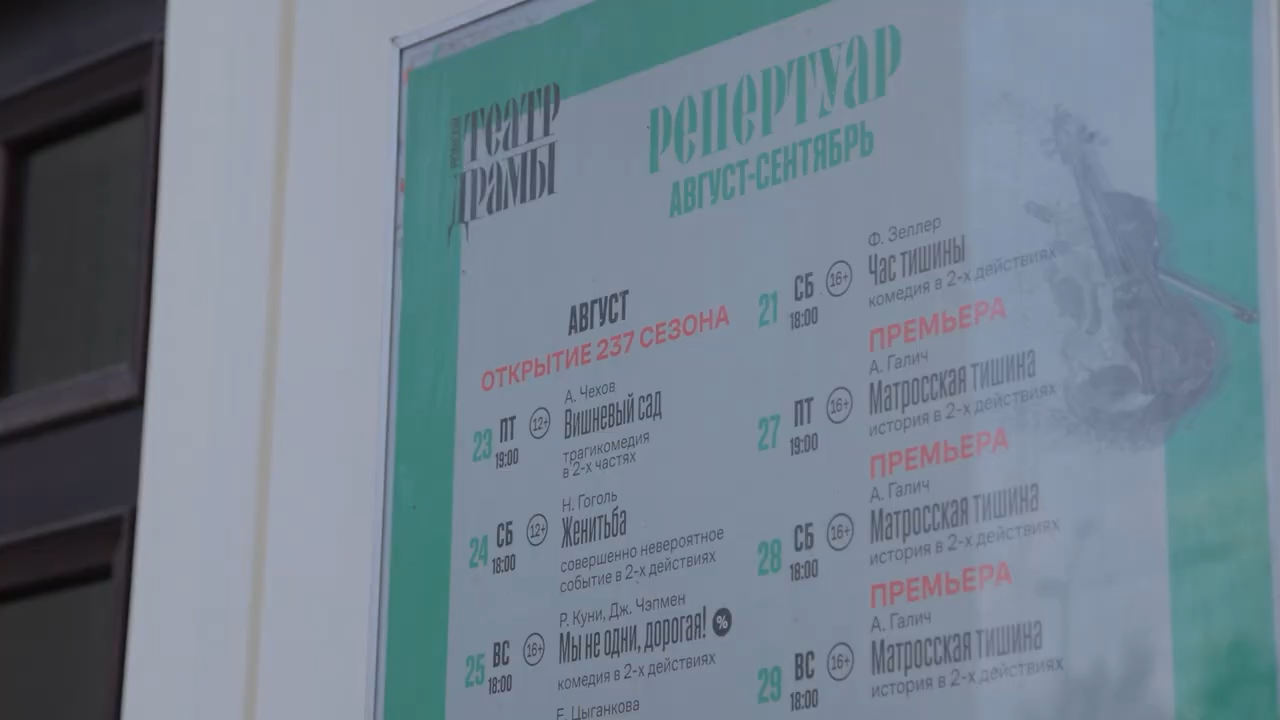 ТЕАТР
ДРАМЫ
РЕПЕРТУАР
АВГУСТ-СЕНТЯБРЬ
АВГУСТ
ОТКРЫТИЕ 237 СЕЗОНА
23 ПТ 19:00 12+
А. Чехов
Вишневый сад
трагикомедия
в 2-х частях
24 СБ 18:00 12+
Н. Гоголь
Женитьба
совершенно невероятное
событие в 2-х действиях
25 ВС 18:00 16+
Р. Куни, Дж. Чэпмен
Мы не одни, дорогая! %
комедия в 2-х действиях
Е. Цыганкова
21 СБ 18:00 16+
Ф. Зеллер
Час тишины
комедия в 2-х действиях
ПРЕМЬЕРА
27 ПТ 19:00 16+
А. Галич
Матросская тишина
история в 2-х действиях
ПРЕМЬЕРА
28 СБ 18:00 16+
А. Галич
Матросская тишина
история в 2-х действиях
ПРЕМЬЕРА
29 ВС 18:00 16+
А. Галич
Матросская тишина
история в 2-х действиях